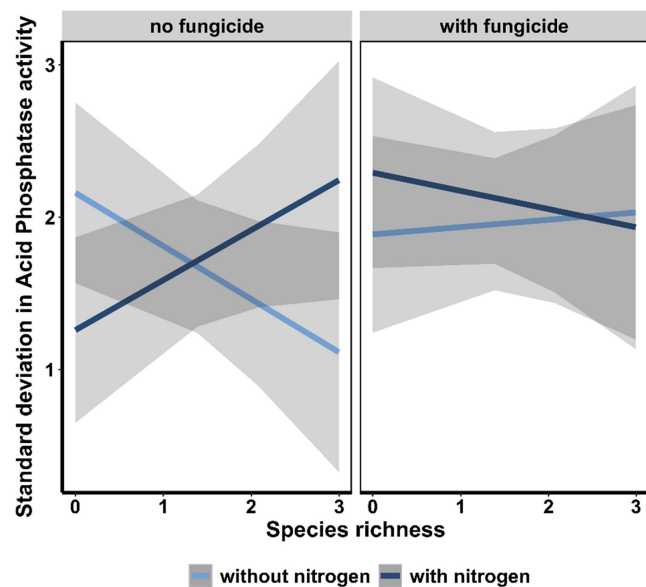 no fungicide
with fungicide
Standard deviation in Acid Phosphatase activity
3
2
1
0 1 2 3
0 1 2 3
Species richness
without nitrogen
with nitrogen